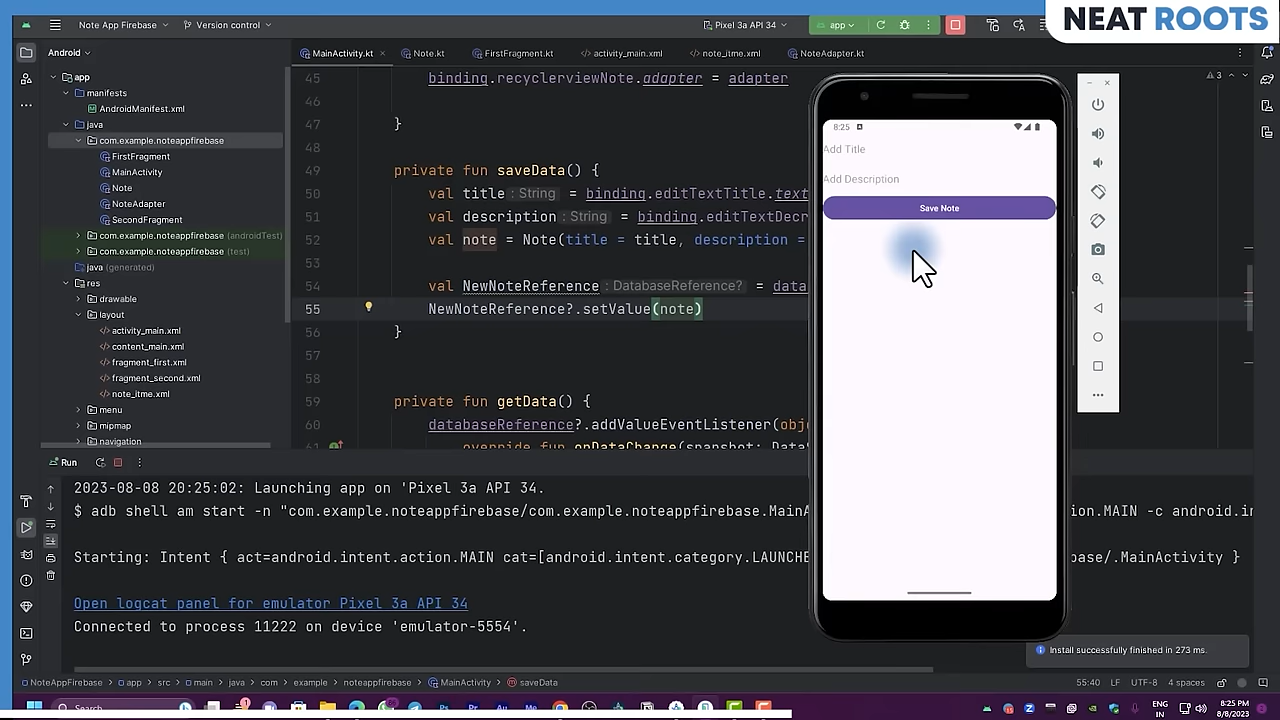 NEAT ROOTS
Note App Firebase
Version control
Pixel 3a API 34
app
Android
MainActivity.kt
Note.kt
FirstFragment.kt
activity_main.xml
note_itme.xml
NoteAdapter.kt
app
manifests
AndroidManifest.xml
java
com.example.noteappfirebase
FirstFragment
MainActivity
Note
NoteAdapter
SecondFragment
com.example.noteappfirebase (androidTest)
com.example.noteappfirebase (test)
java (generated)
res
drawable
layout
activity_main.xml
content_main.xml
fragment_first.xml
fragment_second.xml
note_itme.xml
menu
mipmap
navigation
3
45 binding.recyclerviewNote.adapter = adapter
46
47 }
48
49 private fun saveData() {
50 val title : String = binding.editTextTitle.text
51 val description : String = binding.editTextDecr
52 val note = Note(title = title, description =
53
54 val NewNoteReference : DatabaseReference? = data
55 NewNoteReference?.setValue(note)
56 }
57
58
59 private fun getData() {
60 databaseReference?.addValueEventListener(obj
61 override fun onDataChange(snapshot: Data
8:25
Add Title
Add Description
Save Note
Run
2023-08-08 20:25:02: Launching app on 'Pixel 3a API 34.
$ adb shell am start -n "com.example.noteappfirebase/com.example.noteappfirebase.MainA on.MAIN -c android.in
Starting: Intent { act=android.intent.action.MAIN cat=[android.intent.category.LAUNCHE base/.MainActivity }
Open logcat panel for emulator Pixel 3a API 34
Connected to process 11222 on device 'emulator-5554'.
Install successfully finished in 273 ms.
NoteAppFirebase
app
src
main
java
com
example
noteappfirebase
MainActivity
saveData
55:40
LF
UTF-8
4 spaces
Search
ENG
IN
8:25 PM
8/8/2023